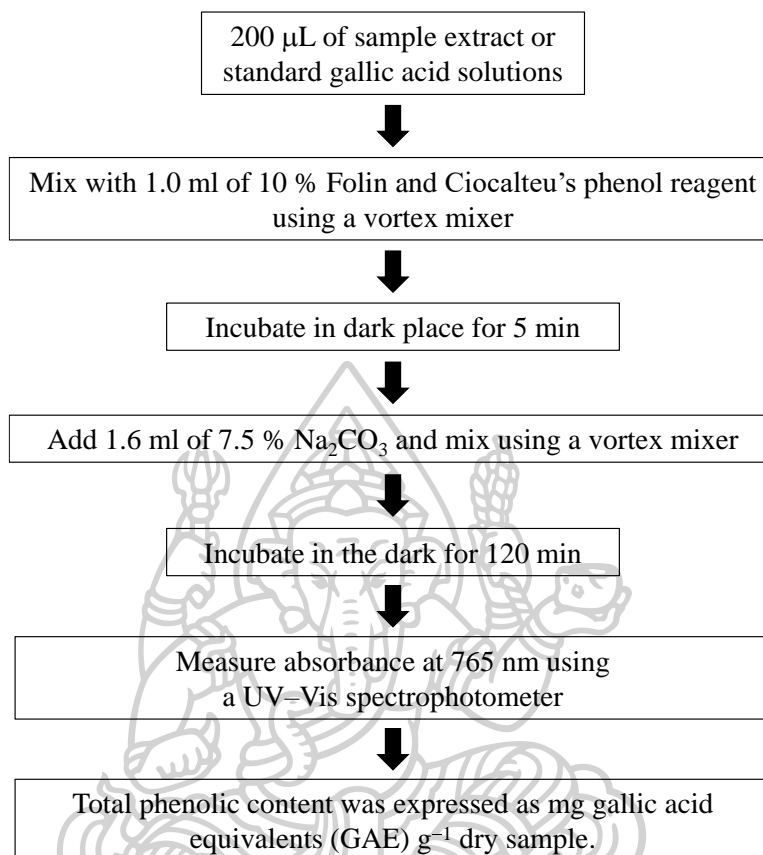 200 μL of sample extract or
standard gallic acid solutions
Mix with 1.0 ml of 10 % Folin and Ciocalteu's phenol reagent
using a vortex mixer
Incubate in dark place for 5 min
Add 1.6 ml of 7.5 % Na₂CO₃ and mix using a vortex mixer
Incubate in the dark for 120 min
Measure absorbance at 765 nm using
a UV–Vis spectrophotometer
Total phenolic content was expressed as mg gallic acid
equivalents (GAE) g⁻¹ dry sample.